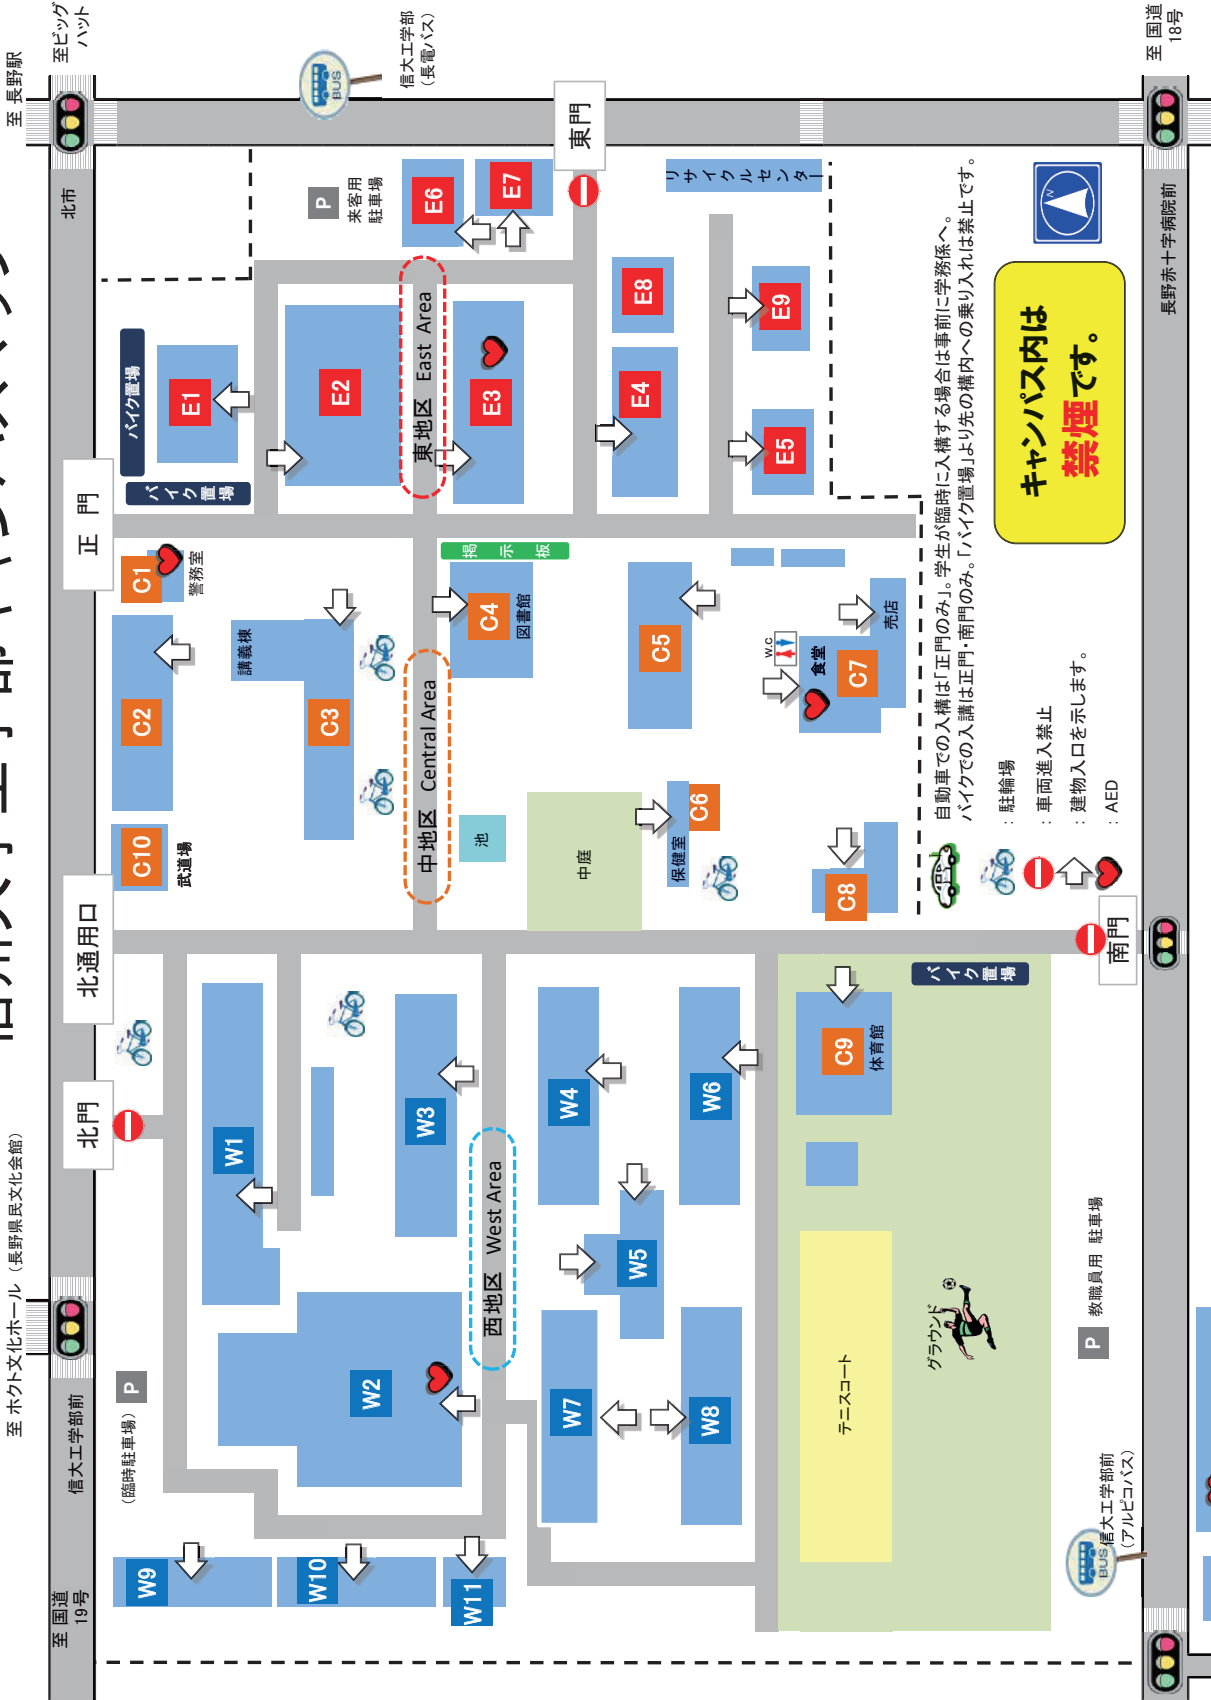 至 ホクト文化ホール（長野県民文化会館）
至 長野駅
至 国道
19号
信大工学部前
北市
至ビッグ
ハット
北門
北通用口
正　門
（臨時駐車場）
P
W9
W10
W11
W1
W2
W3
W4
W5
W6
W7
W8
西地区 West Area
C10
武道場
C2
C1
警務室
講義棟
C3
中地区 Central Area
池
中庭
掲示板
C4
図書館
C5
保健室
C6
w.c
食堂
C7
売店
C8
C9
体育館
バイク置場
バイク置場
バイク置場
E1
E2
東地区 East Area
E3
E4
E5
E6
E7
E8
E9
P
来客用
駐車場
BUS
信大工学部
（長電バス）
東門
リサイクルセンター
テニスコート
グラウンド
P
教職員用 駐車場
BUS
信大工学部前
（アルピコバス）
南門
自動車での入構は「正門のみ」。学生が臨時に入構する場合は事前に学務係へ。
バイクでの入講は正門・南門のみ。「バイク置場」より先の構内への乗り入れは禁止です。
：駐輪場
：車両進入禁止
：建物入口を示します。
：AED
キャンパス内は
禁煙です。
N
長野赤十字病院前
至 国道
18号